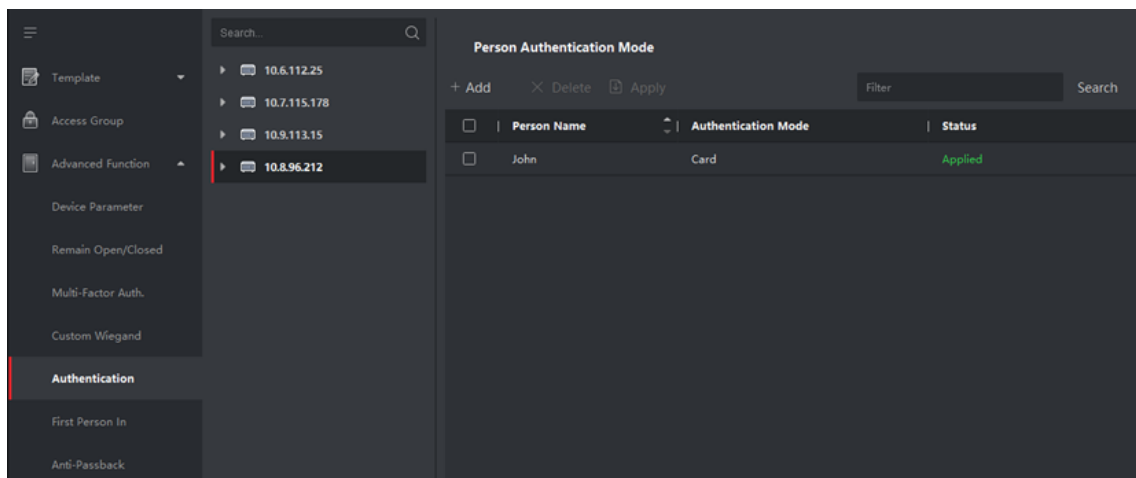 Search...
Person Authentication Mode
Template
10.6.112.25
+ Add
Delete
Apply
Filter
Search
10.7.115.178
Access Group
Person Name
Authentication Mode
Status
10.9.113.15
Advanced Function
10.8.96.212
John
Card
Applied
Device Parameter
Remain Open/Closed
Multi-Factor Auth.
Custom Wiegand
Authentication
First Person In
Anti-Passback